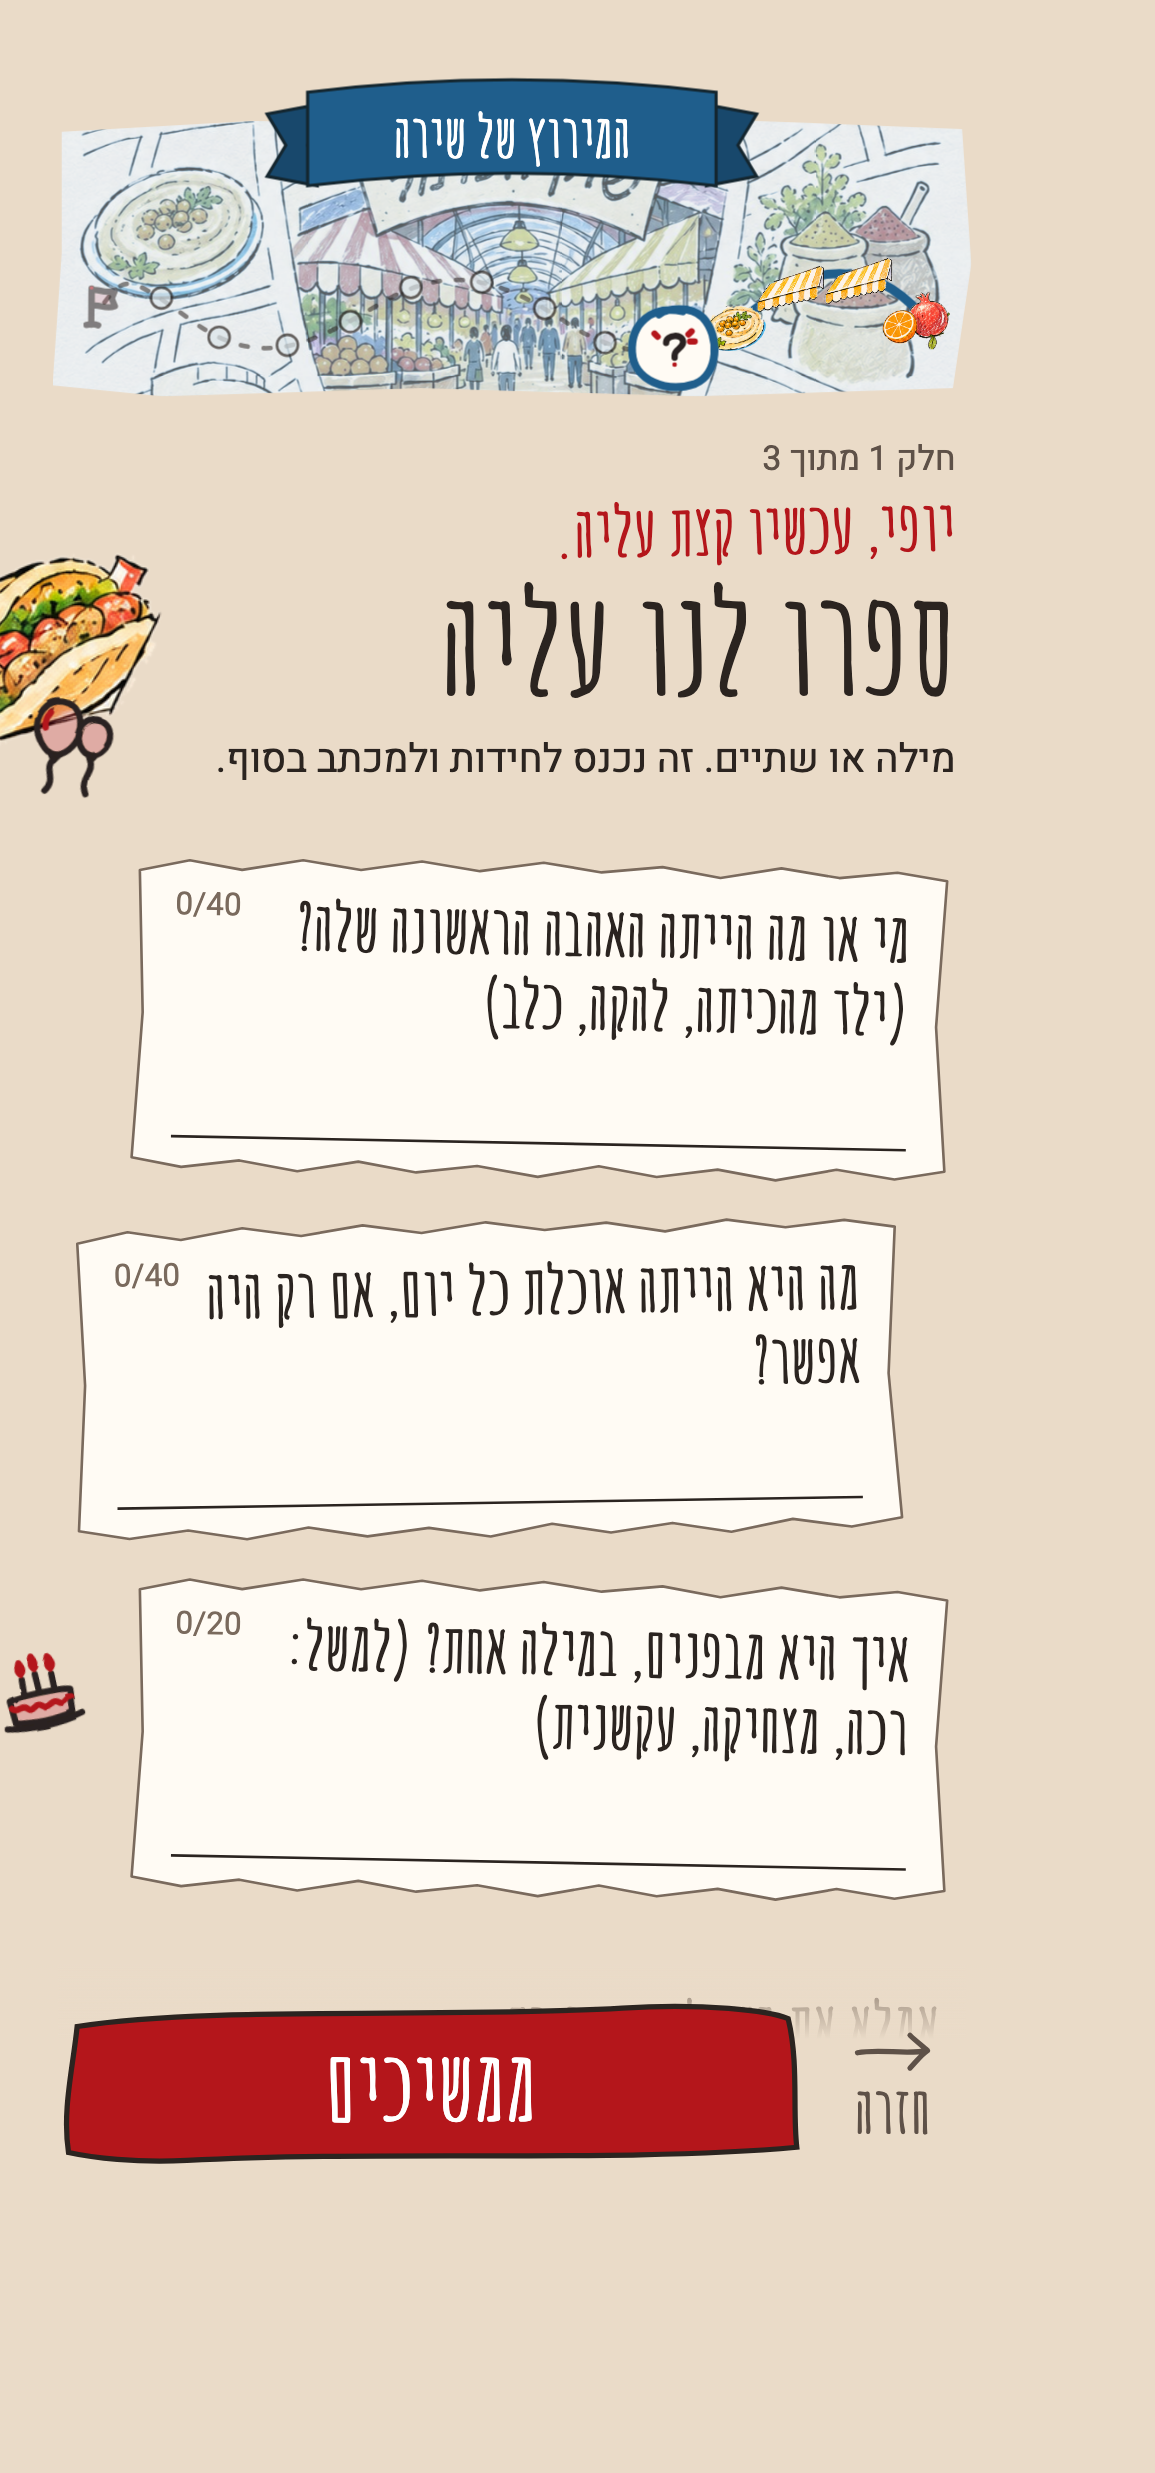 המירוץ של שירה
חלק 1 מתוך 3
יופי, עכשיו קצת עליה.
ספרו לנו עליה
מילה או שתיים. זה נכנס לחידות ולמכתב בסוף.
מי או מה הייתה האהבה הראשונה שלה?
(ילד מהכיתה, להקה, כלב)
0/40
מה היא הייתה אוכלת כל יום, אם רק היה
אפשר?
0/40
איך היא מבפנים, במילה אחת? (למשל:
רכה, מצחיקה, עקשנית)
0/20
חזרה
ממשיכים